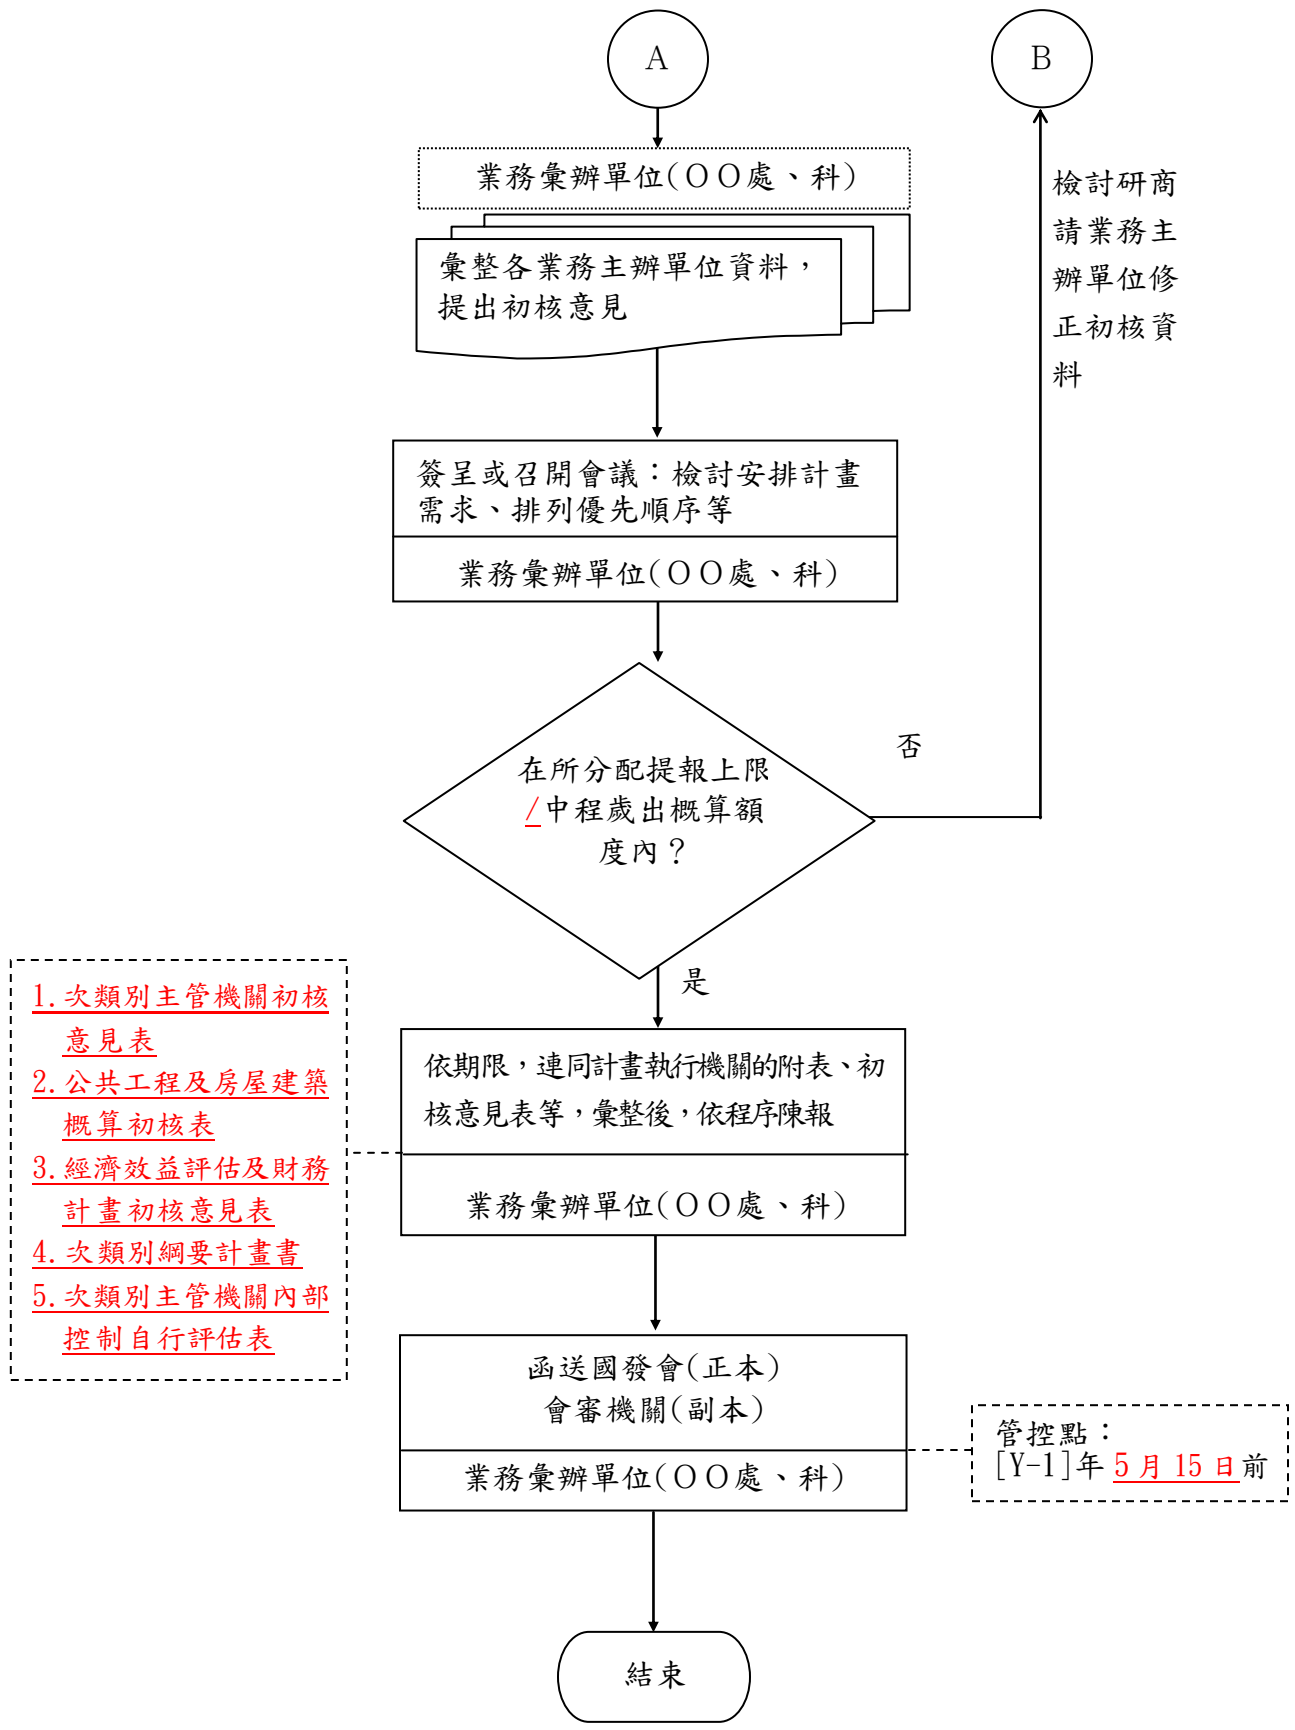 A
B
業務彙辦單位(ＯＯ處、科)
彙整各業務主辦單位資料，
提出初核意見
檢討研商
請業務主
辦單位修
正初核資
料
簽呈或召開會議：檢討安排計畫
需求、排列優先順序等
業務彙辦單位(ＯＯ處、科)
在所分配提報上限
/中程歲出概算額
度內？
否
是
1.次類別主管機關初核
意見表
2.公共工程及房屋建築
概算初核表
3.經濟效益評估及財務
計畫初核意見表
4.次類別綱要計畫書
5.次類別主管機關內部
控制自行評估表
依期限，連同計畫執行機關的附表、初
核意見表等，彙整後，依程序陳報
業務彙辦單位(ＯＯ處、科)
函送國發會(正本)
會審機關(副本)
業務彙辦單位(ＯＯ處、科)
管控點：
[Y-1]年 5 月 15 日前
結束